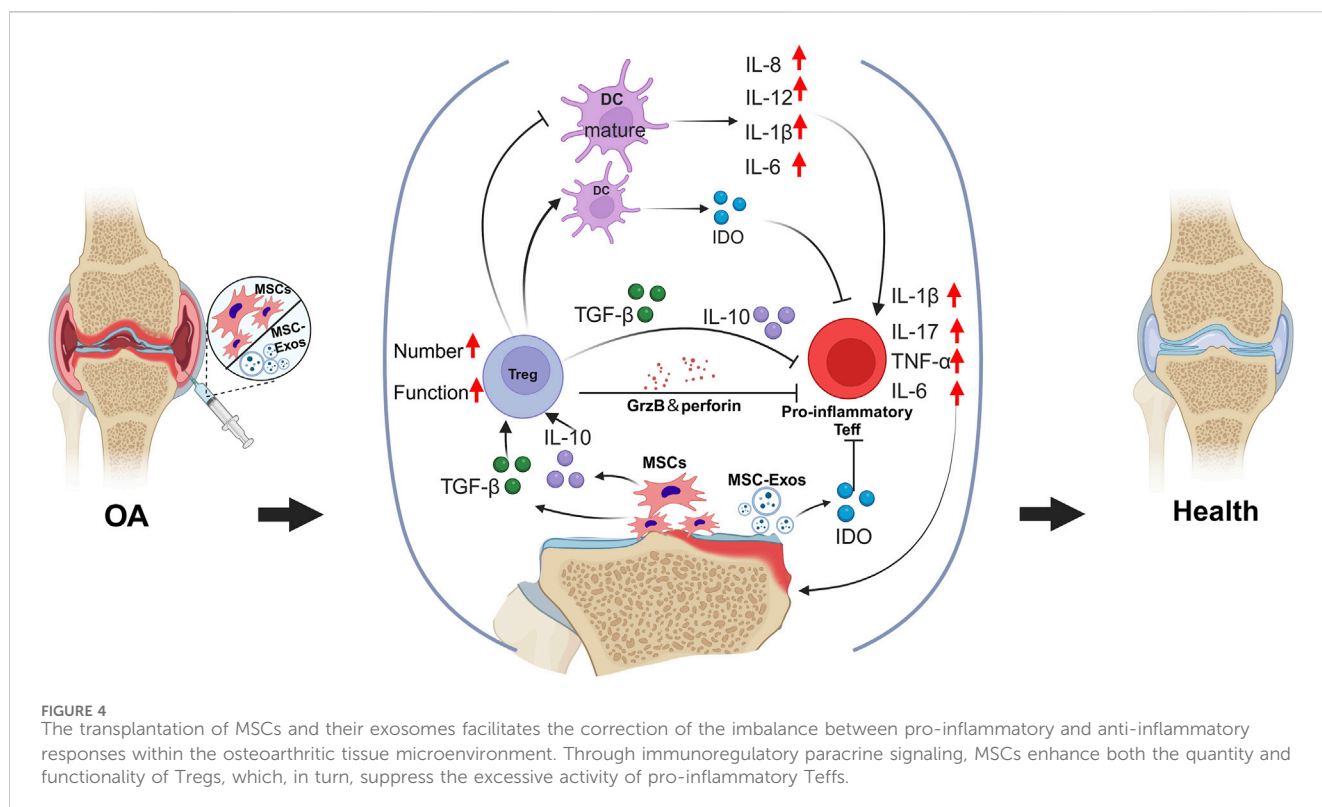 IL-8
DC
mature
IL-12
IL-1β
IL-6
DC
IDO
MSCs
MSC-
Exos
TGF-β
IL-10
IL-1β
IL-17
TNF-α
IL-6
Number
Function
Treg
GrzB & perforin
Pro-inflammatory
Teff
IL-10
TGF-β
MSCs
MSC-Exos
IDO
OA
Health
FIGURE 4
The transplantation of MSCs and their exosomes facilitates the correction of the imbalance between pro-inflammatory and anti-inflammatory
responses within the osteoarthritic tissue microenvironment. Through immunoregulatory paracrine signaling, MSCs enhance both the quantity and
functionality of Tregs, which, in turn, suppress the excessive activity of pro-inflammatory Teffs.